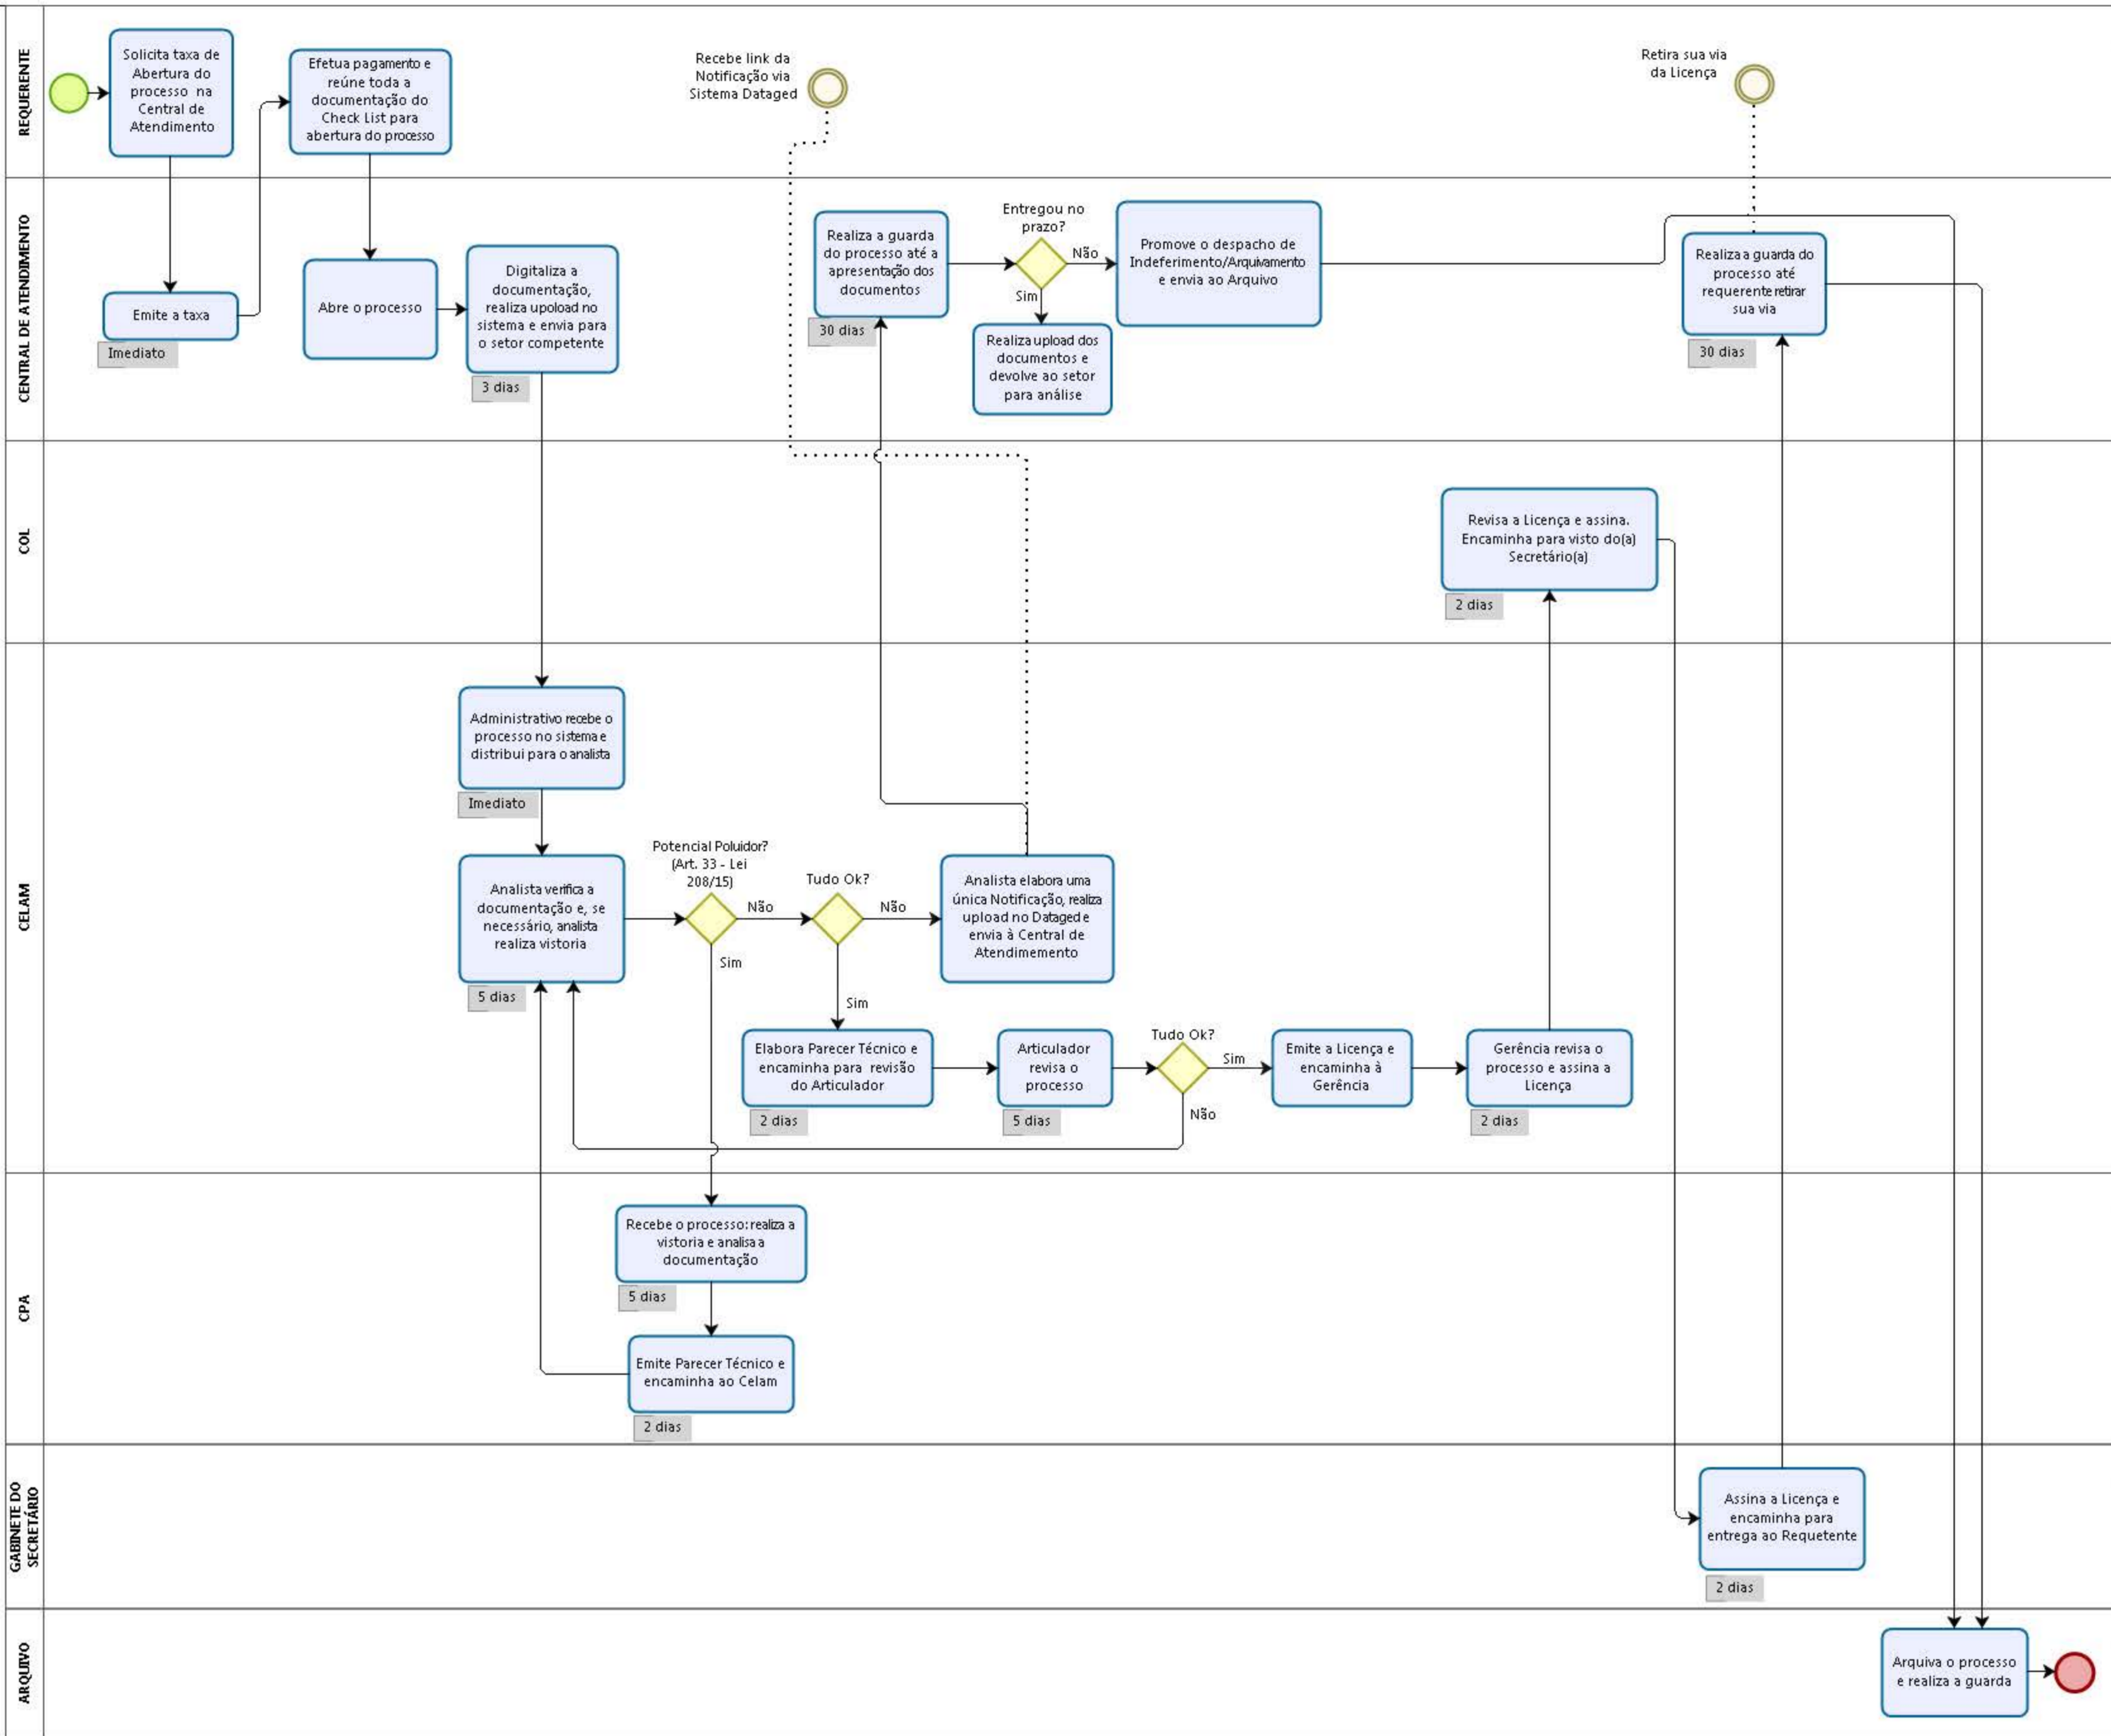 REQUERENTE
Solicita taxa de
Abertura do
processo na
Central de
Atendimento
Efetua pagamento e
reúne toda a
documentação do
Check List para
abertura do processo
Recebe link da
Notificação via
Sistema Dataged
Retira sua via
da Licença
CENTRAL DE ATENDIMENTO
Emite a taxa
Imediato
Abre o processo
Digitaliza a
documentação,
realiza upoload no
sistema e envia para
o setor competente
3 dias
Realiza a guarda
do processo até a
apresentação dos
documentos
30 dias
Entregou no
prazo?
Não
Sim
Promove o despacho de
Indeferimento/Arquivamento
e envia ao Arquivo
Realiza upload dos
documentos e
devolve ao setor
para análise
Realiza a guarda do
processo até
requerente retirar
sua via
30 dias
COL
Revisa a Licença e assina.
Encaminha para visto do(a)
Secretário(a)
2 dias
CELAM
Administrativo recebe o
processo no sistema e
distribui para o analista
Imediato
Analista verifica a
documentação e, se
necessário, analista
realiza vistoria
5 dias
Potencial Poluidor?
(Art. 33 - Lei
208/15)
Não
Sim
Tudo Ok?
Não
Sim
Analista elabora uma
única Notificação, realiza
upload no Dataged e
envia à Central de
Atendimemento
Elabora Parecer Técnico e
encaminha para revisão
do Articulador
2 dias
Articulador
revisa o
processo
5 dias
Tudo Ok?
Sim
Não
Emite a Licença e
encaminha à
Gerência
Gerência revisa o
processo e assina a
Licença
2 dias
CPA
Recebe o processo: realiza a
vistoria e analisa a
documentação
5 dias
Emite Parecer Técnico e
encaminha ao Celam
2 dias
GABINETE DO
SECRETÁRIO
Assina a Licença e
encaminha para
entrega ao Requetente
2 dias
ARQUIVO
Arquiva o processo
e realiza a guarda